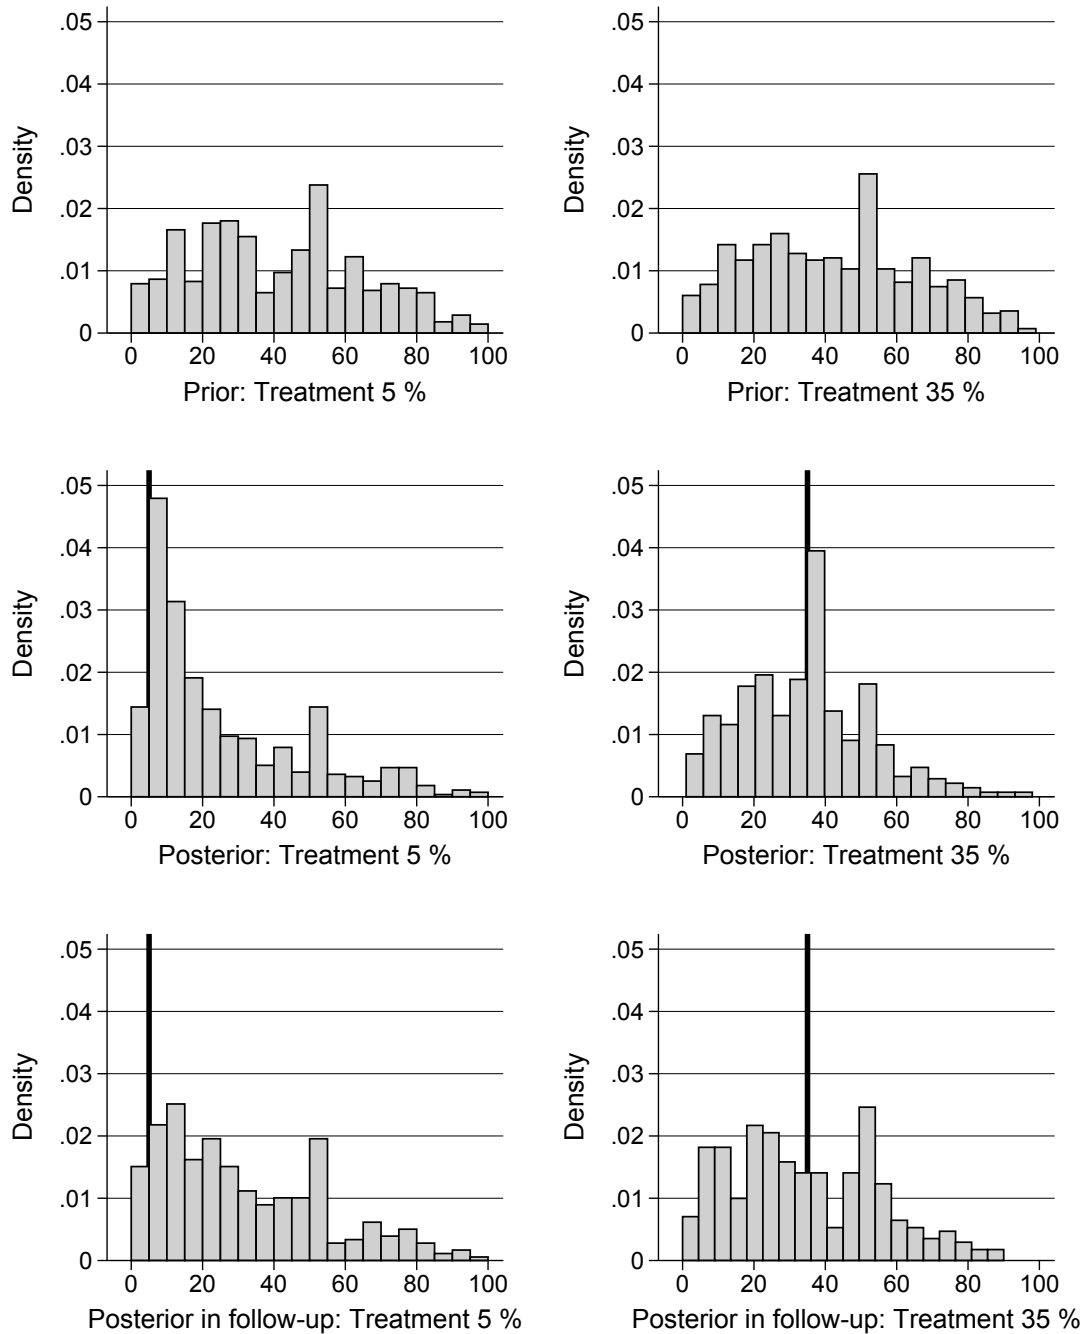 .05
.04
.03
.02
.01
0
Density
0 20 40 60 80 100
Prior: Treatment 5 %
.05
.04
.03
.02
.01
0
Density
0 20 40 60 80 100
Prior: Treatment 35 %
.05
.04
.03
.02
.01
0
Density
0 20 40 60 80 100
Posterior: Treatment 5 %
.05
.04
.03
.02
.01
0
Density
0 20 40 60 80 100
Posterior: Treatment 35 %
.05
.04
.03
.02
.01
0
Density
0 20 40 60 80 100
Posterior in follow-up: Treatment 5 %
.05
.04
.03
.02
.01
0
Density
0 20 40 60 80 100
Posterior in follow-up: Treatment 35 %